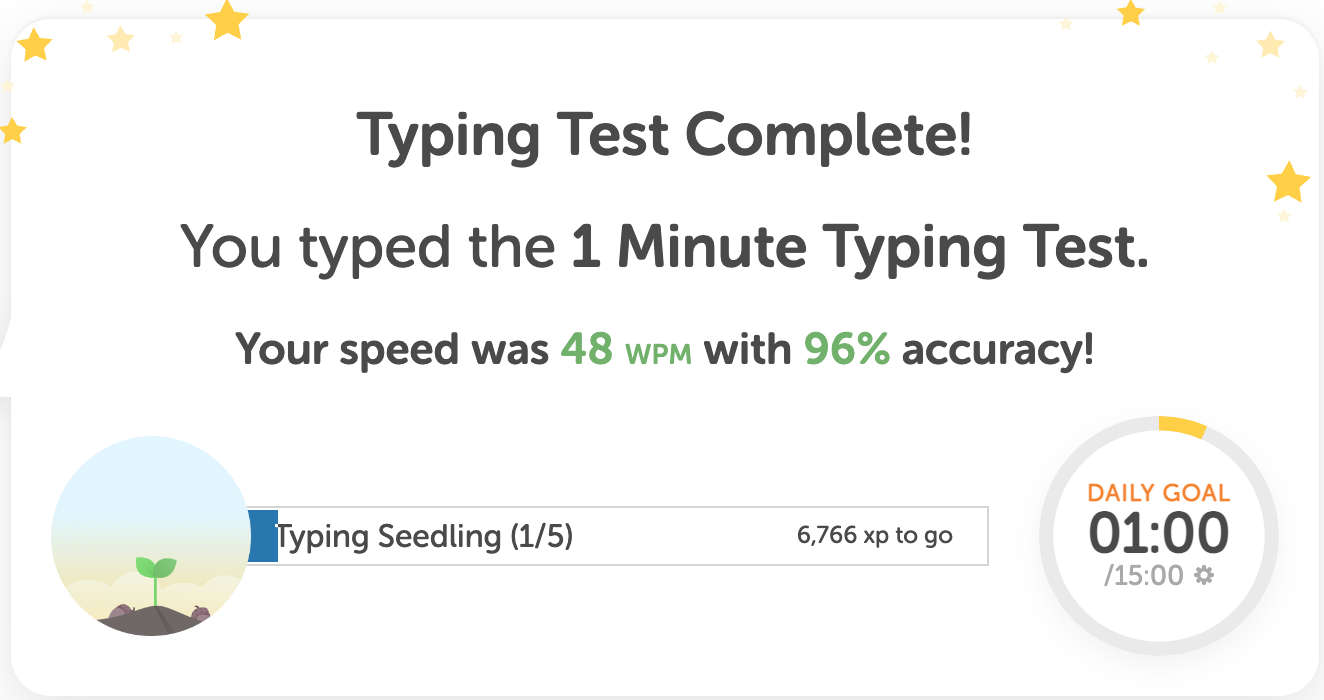 Typing Test Complete!
You typed the 1 Minute Typing Test.
Your speed was 48 WPM with 96% accuracy!
Typing Seedling (1/5) 6,766 xp to go
DAILY GOAL
01:00
/15:00